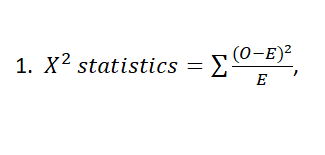 1. X² statistics = ∑ (O−E)²/E,